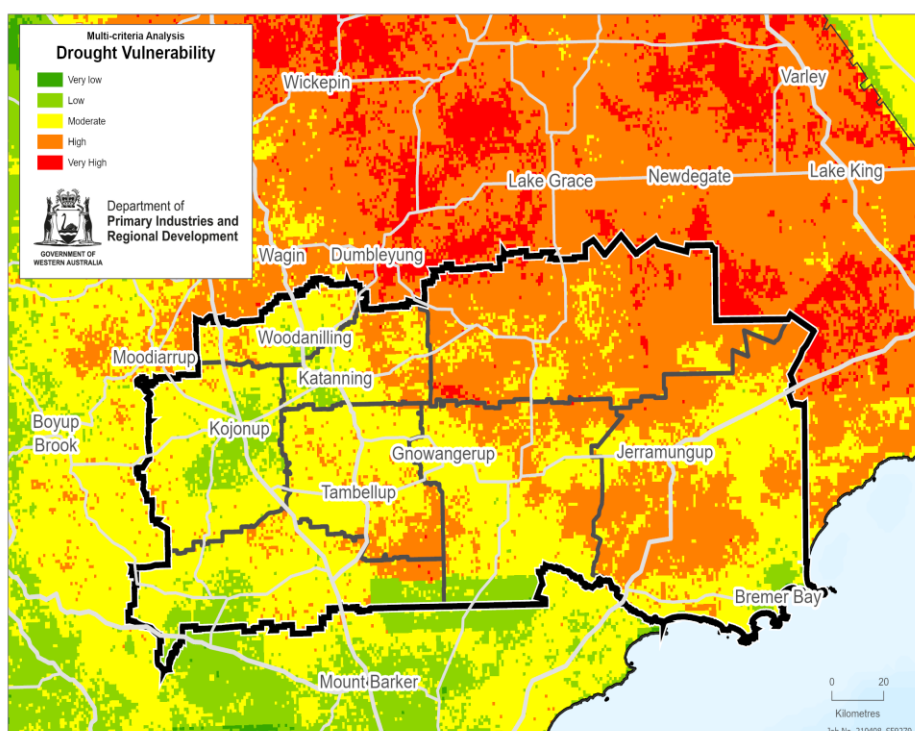 Multi-criteria Analysis
Drought Vulnerability
Very low
Low
Moderate
High
Very High
Department of
Primary Industries and
Regional Development
GOVERNMENT OF
WESTERN AUSTRALIA
Wickepin
Varley
Lake Grace
Newdegate
Lake King
Wagin
Dumbleyung
Woodanilling
Moodiarrup
Katanning
Boyup
Brook
Kojonup
Gnowangerup
Jerramungup
Tambellup
Bremer Bay
Mount Barker
0 20
Kilometres